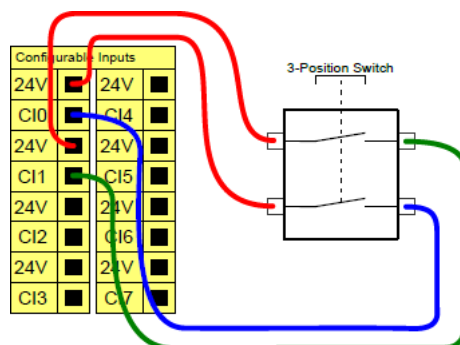 Configurable Inputs
3-Position Switch
24V 24V
CI0 CI4
24V 24V
CI1 CI5
24V 24V
CI2 CI6
24V 24V
CI3 CI7